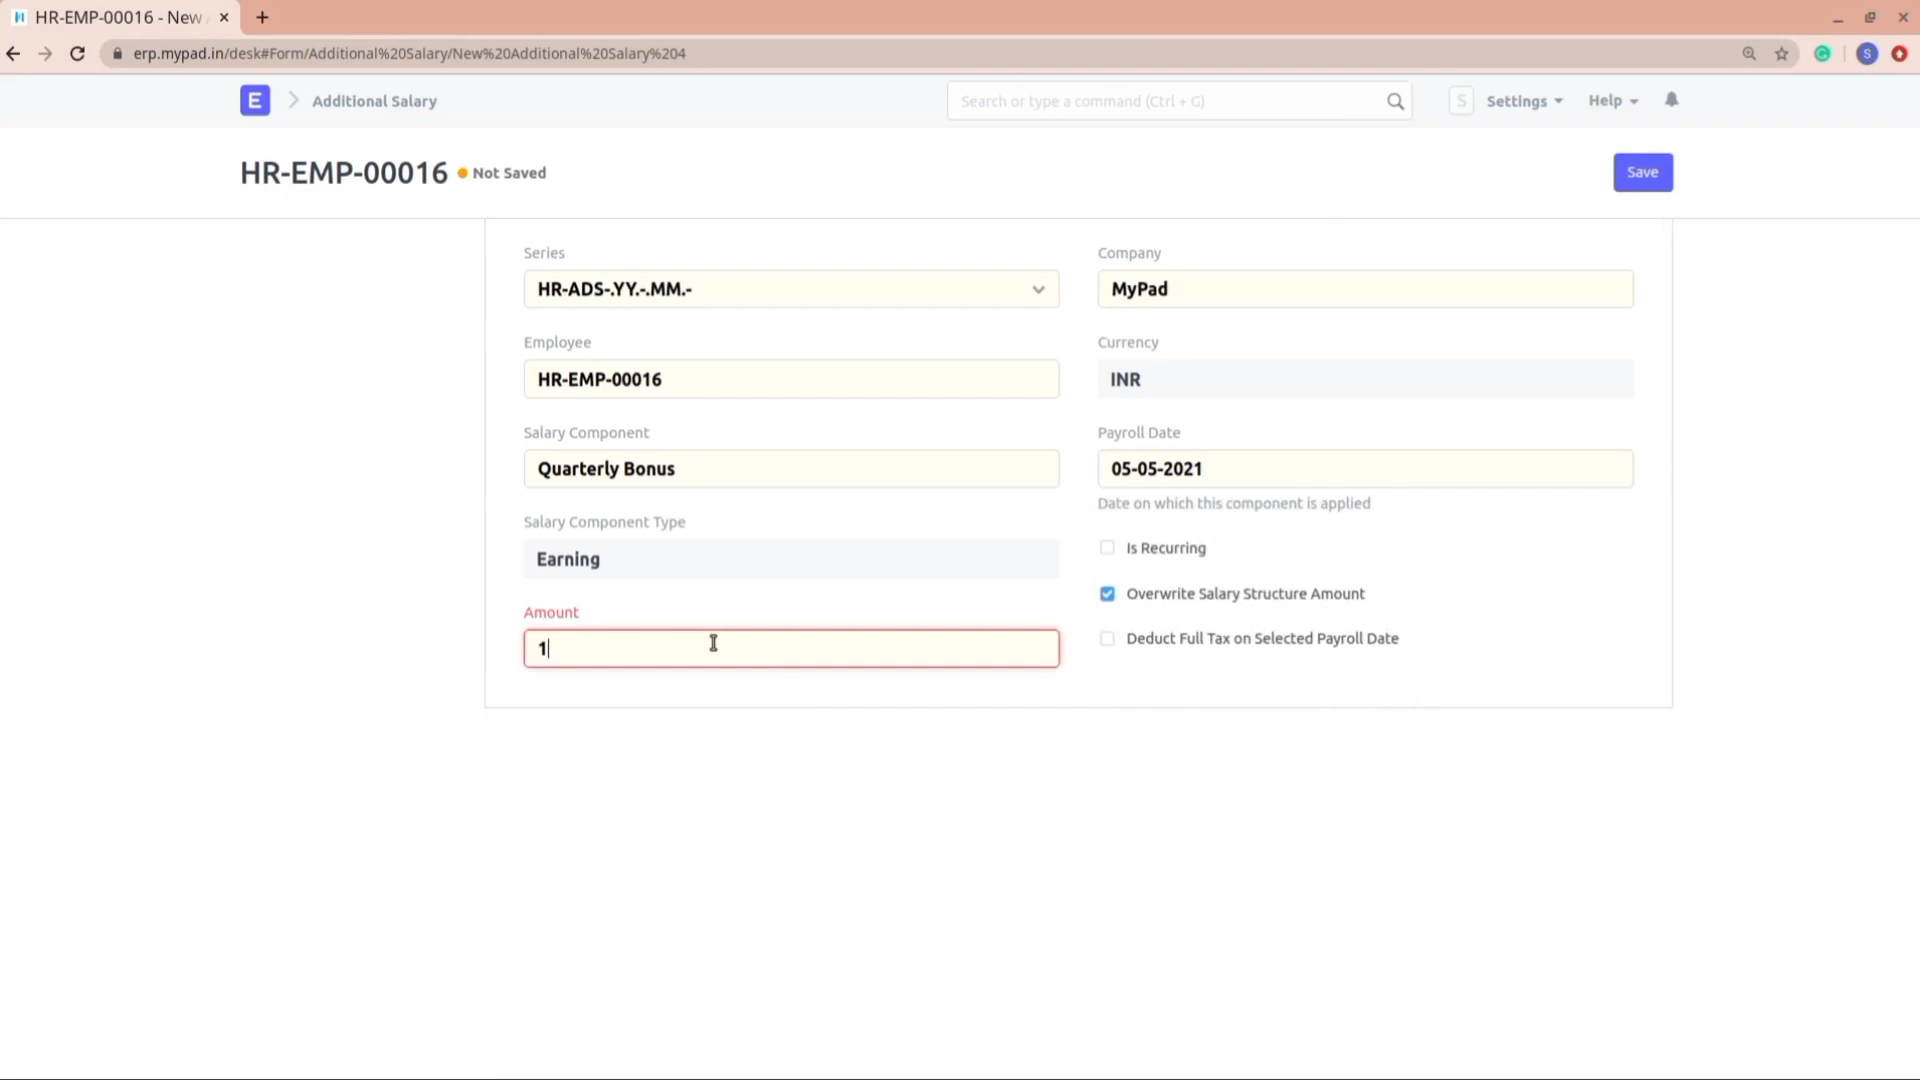 HR-EMP-00016 - New
erp.mypad.in/desk#Form/Additional%20Salary/New%20Additional%20Salary%204
S
E
Additional Salary
Search or type a command (Ctrl + G)
S
Settings
Help
HR-EMP-00016
Not Saved
Save
Series
HR-ADS-.YY.-.MM.-
Company
MyPad
Employee
HR-EMP-00016
Currency
INR
Salary Component
Quarterly Bonus
Payroll Date
05-05-2021
Date on which this component is applied
Salary Component Type
Earning
Is Recurring
Overwrite Salary Structure Amount
Amount
1
Deduct Full Tax on Selected Payroll Date